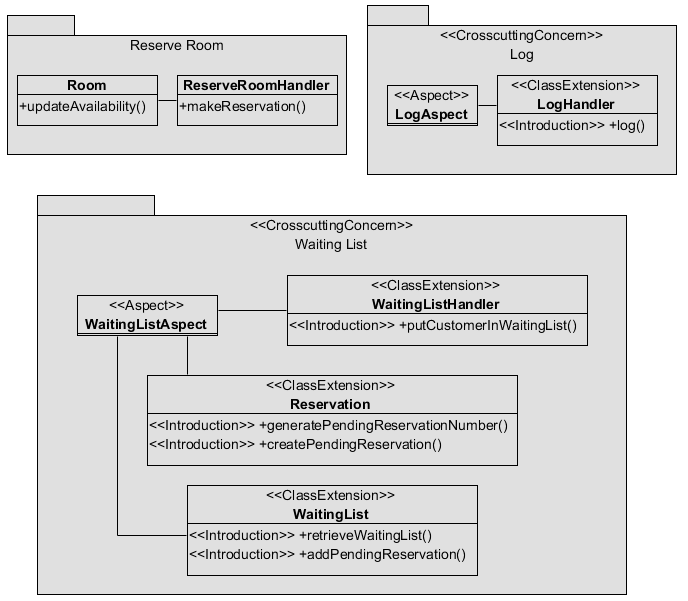 Reserve Room
Room
+updateAvailability()
ReserveRoomHandler
+makeReservation()
<<CrosscuttingConcern>>
Log
<<Aspect>>
LogAspect
<<ClassExtension>>
LogHandler
<<Introduction>> +log()
<<CrosscuttingConcern>>
Waiting List
<<Aspect>>
WaitingListAspect
<<ClassExtension>>
WaitingListHandler
<<Introduction>> +putCustomerInWaitingList()
<<ClassExtension>>
Reservation
<<Introduction>> +generatePendingReservationNumber()
<<Introduction>> +createPendingReservation()
<<ClassExtension>>
WaitingList
<<Introduction>> +retrieveWaitingList()
<<Introduction>> +addPendingReservation()